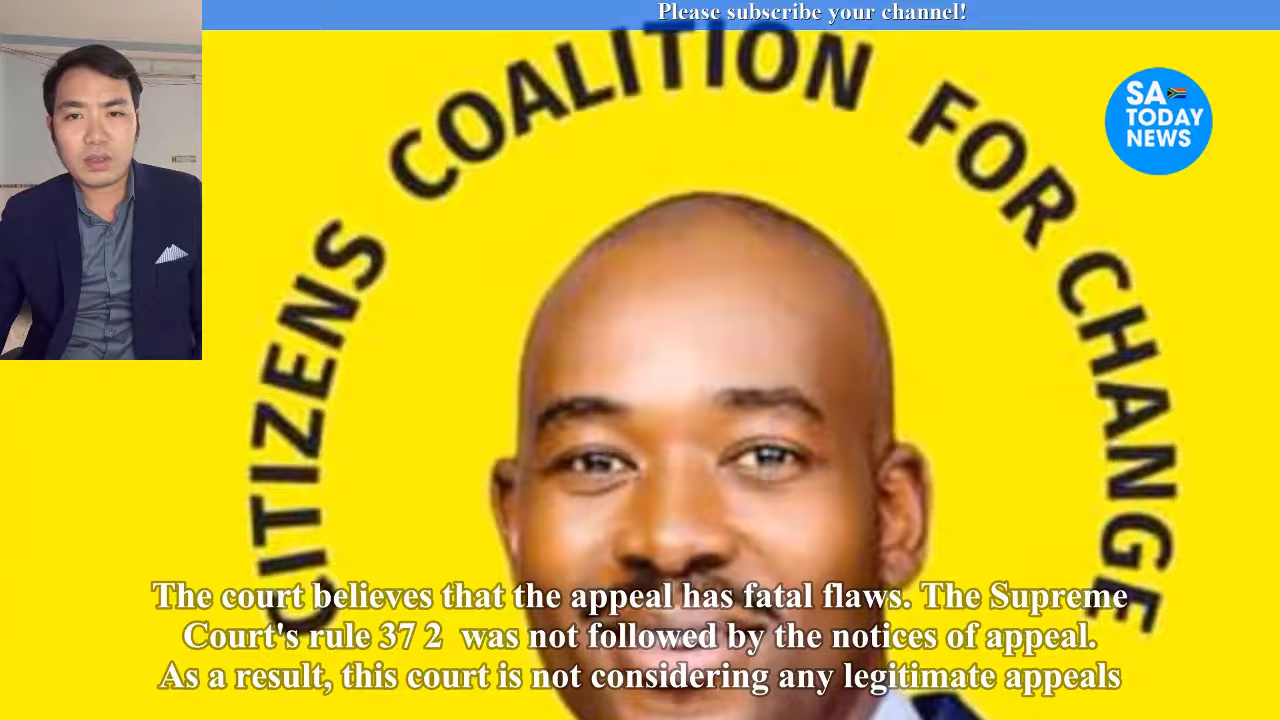 Please subscribe your channel!
CITIZENS COALITION FOR CHANGE
SA
TODAY
NEWS
The court believes that the appeal has fatal flaws. The Supreme
Court's rule 37 2  was not followed by the notices of appeal.
As a result, this court is not considering any legitimate appeals